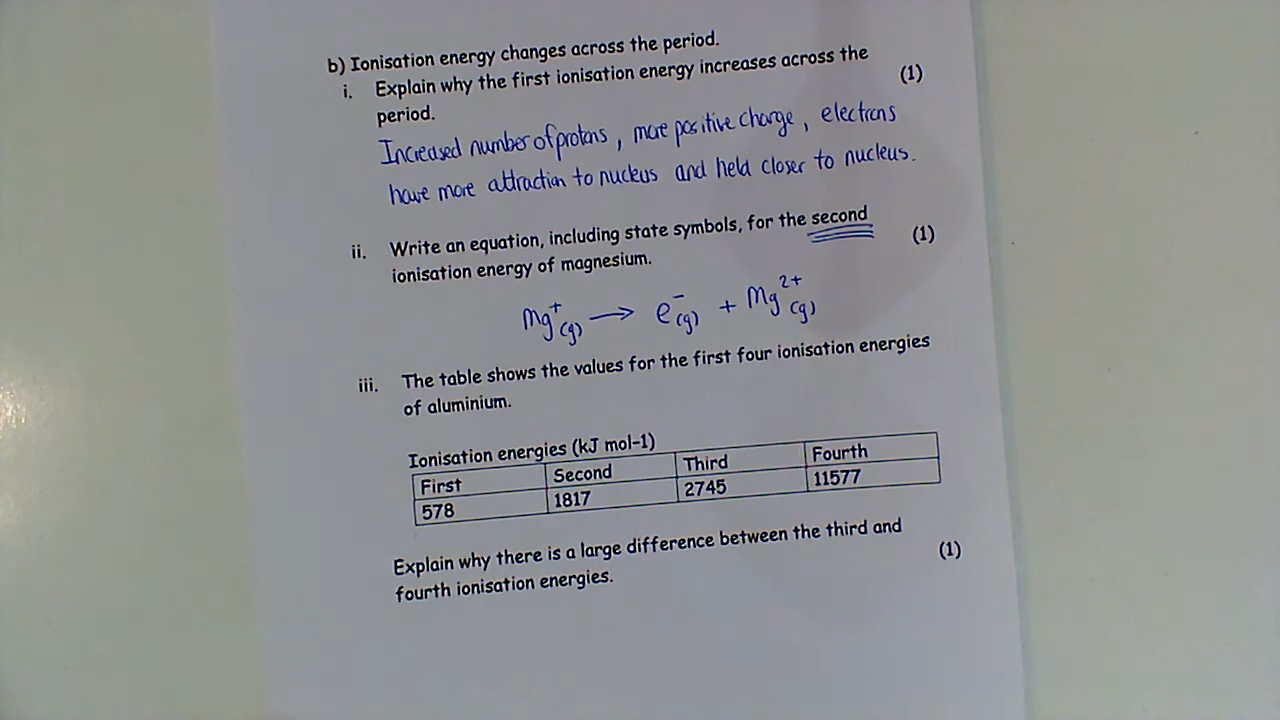 b) Ionisation energy changes across the period.
i. Explain why the first ionisation energy increases across the
period. (1)
Increased number of protons, more positive charge, electrons
have more attraction to nucleus and held closer to nucleus.
ii. Write an equation, including state symbols, for the second
ionisation energy of magnesium. (1)
Mg⁺(g) → e⁻(g) + Mg²⁺(g)
iii. The table shows the values for the first four ionisation energies
of aluminium.
Ionisation energies (kJ mol-1)
First Second Third Fourth
578 1817 2745 11577
Explain why there is a large difference between the third and
fourth ionisation energies. (1)